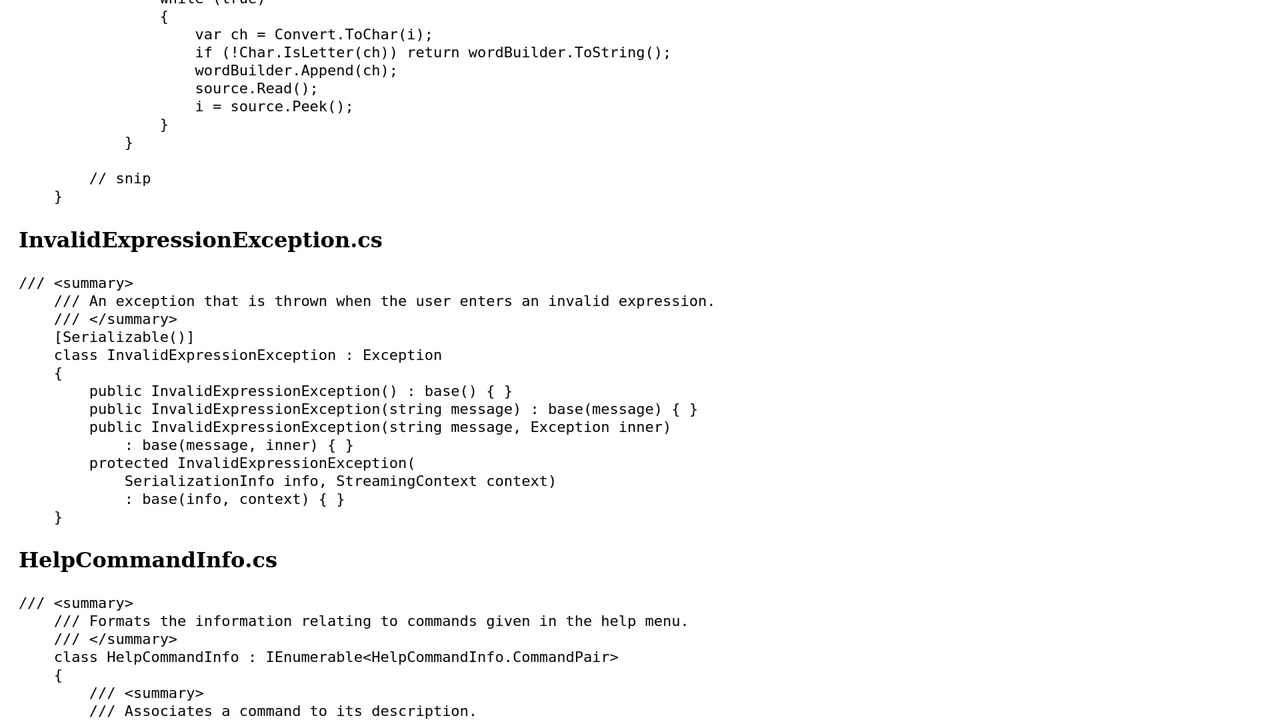 while (true)
{
var ch = Convert.ToChar(i);
if (!Char.IsLetter(ch)) return wordBuilder.ToString();
wordBuilder.Append(ch);
source.Read();
i = source.Peek();
}
}
// snip
}
InvalidExpressionException.cs
/// <summary>
/// An exception that is thrown when the user enters an invalid expression.
/// </summary>
[Serializable()]
class InvalidExpressionException : Exception
{
public InvalidExpressionException() : base() { }
public InvalidExpressionException(string message) : base(message) { }
public InvalidExpressionException(string message, Exception inner)
: base(message, inner) { }
protected InvalidExpressionException(
SerializationInfo info, StreamingContext context)
: base(info, context) { }
}
HelpCommandInfo.cs
/// <summary>
/// Formats the information relating to commands given in the help menu.
/// </summary>
class HelpCommandInfo : IEnumerable<HelpCommandInfo.CommandPair>
{
/// <summary>
/// Associates a command to its description.